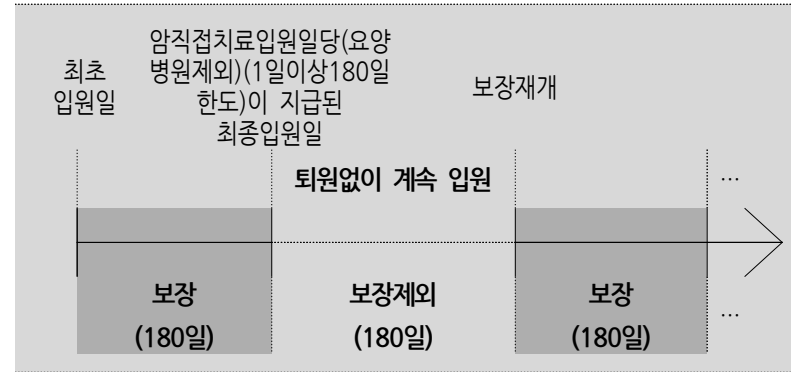 최초
입원일
암직접치료입원일당(요양
병원제외)(1일이상180일
한도)이 지급된
최종입원일
보장재개
퇴원없이 계속 입원
…
보장
(180일)
보장제외
(180일)
보장
(180일)
…